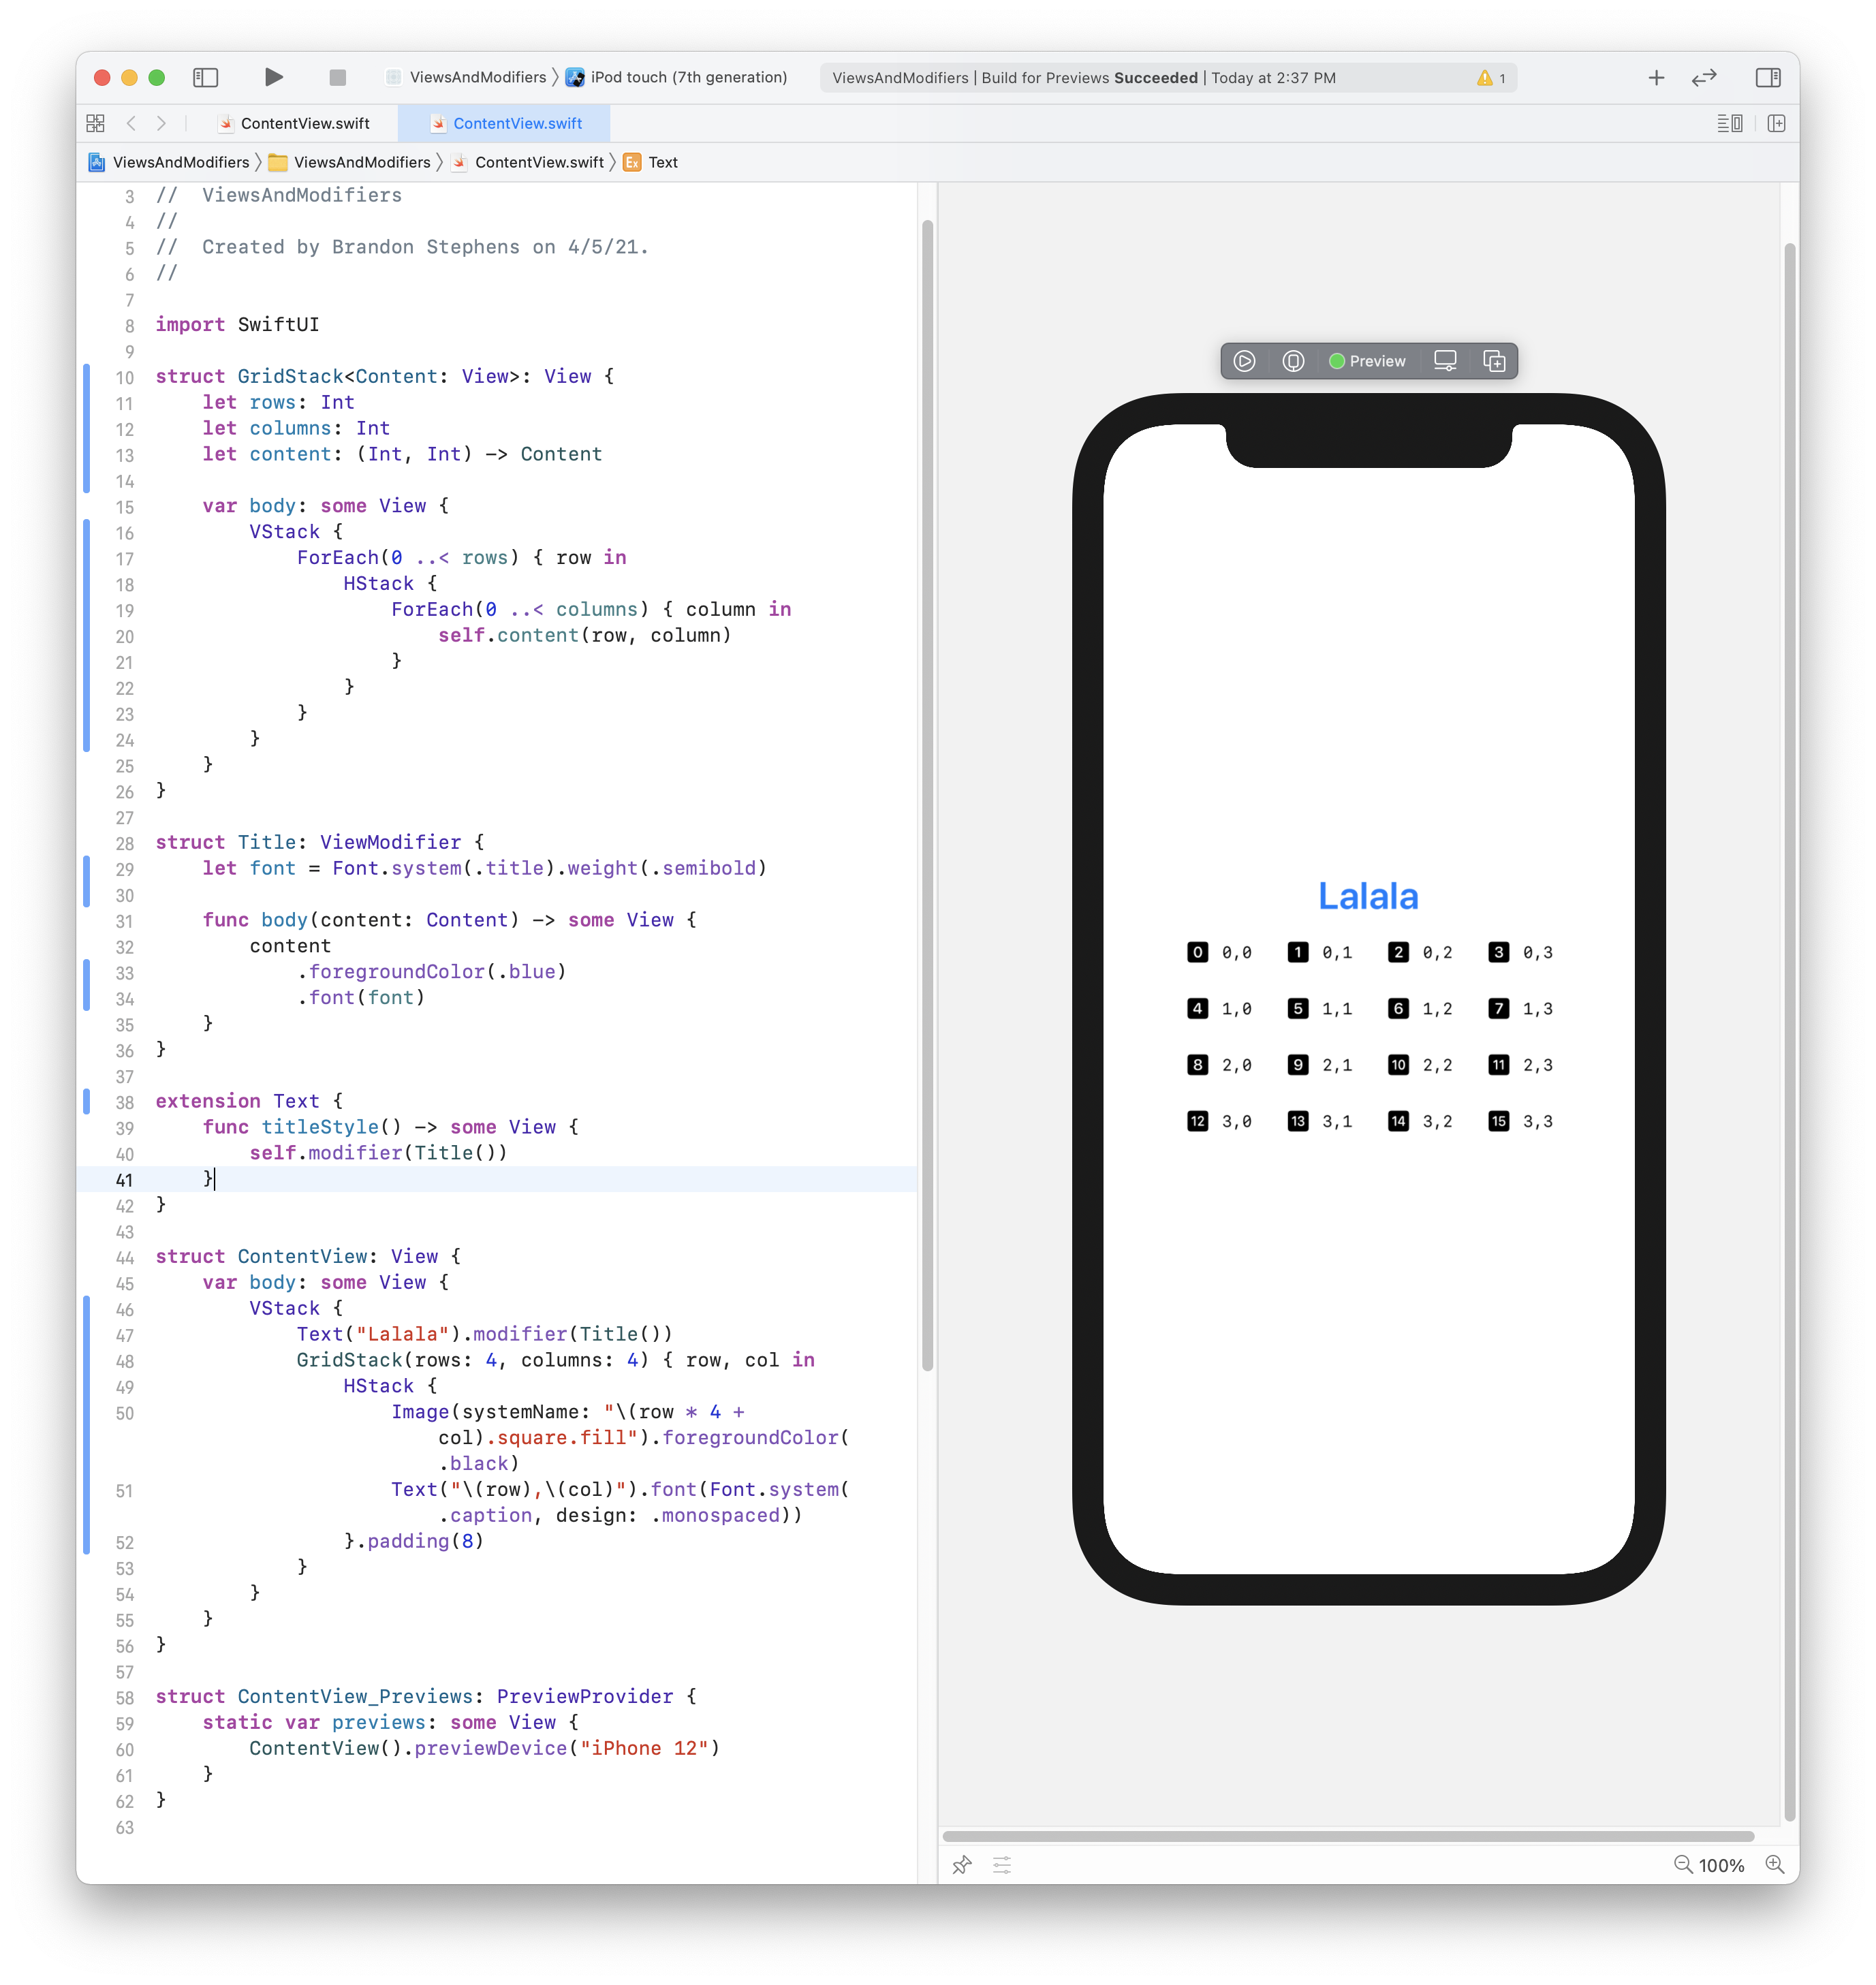 ViewsAndModifiers 〉 iPod touch (7th generation)
ViewsAndModifiers | Build for Previews Succeeded | Today at 2:37 PM
1
ContentView.swift
ContentView.swift
ViewsAndModifiers 〉 ViewsAndModifiers 〉 ContentView.swift 〉 Ex Text
3 //  ViewsAndModifiers
4 //
5 //  Created by Brandon Stephens on 4/5/21.
6 //
7
8 import SwiftUI
9
10 struct GridStack<Content: View>: View {
11     let rows: Int
12     let columns: Int
13     let content: (Int, Int) -> Content
14
15     var body: some View {
16         VStack {
17             ForEach(0 ..< rows) { row in
18                 HStack {
19                     ForEach(0 ..< columns) { column in
20                         self.content(row, column)
21                     }
22                 }
23             }
24         }
25     }
26 }
27
28 struct Title: ViewModifier {
29     let font = Font.system(.title).weight(.semibold)
30
31     func body(content: Content) -> some View {
32         content
33             .foregroundColor(.blue)
34             .font(font)
35     }
36 }
37
38 extension Text {
39     func titleStyle() -> some View {
40         self.modifier(Title())
41     }
42 }
43
44 struct ContentView: View {
45     var body: some View {
46         VStack {
47             Text("Lalala").modifier(Title())
48             GridStack(rows: 4, columns: 4) { row, col in
49                 HStack {
50                     Image(systemName: "\(row * 4 +
                        col).square.fill").foregroundColor(
                        .black)
51                     Text("\(row),\(col)").font(Font.system(
                        .caption, design: .monospaced))
52                 }.padding(8)
53             }
54         }
55     }
56 }
57
58 struct ContentView_Previews: PreviewProvider {
59     static var previews: some View {
60         ContentView().previewDevice("iPhone 12")
61     }
62 }
63
Preview
Lalala
0 0,0 1 0,1 2 0,2 3 0,3
4 1,0 5 1,1 6 1,2 7 1,3
8 2,0 9 2,1 10 2,2 11 2,3
12 3,0 13 3,1 14 3,2 15 3,3
100%